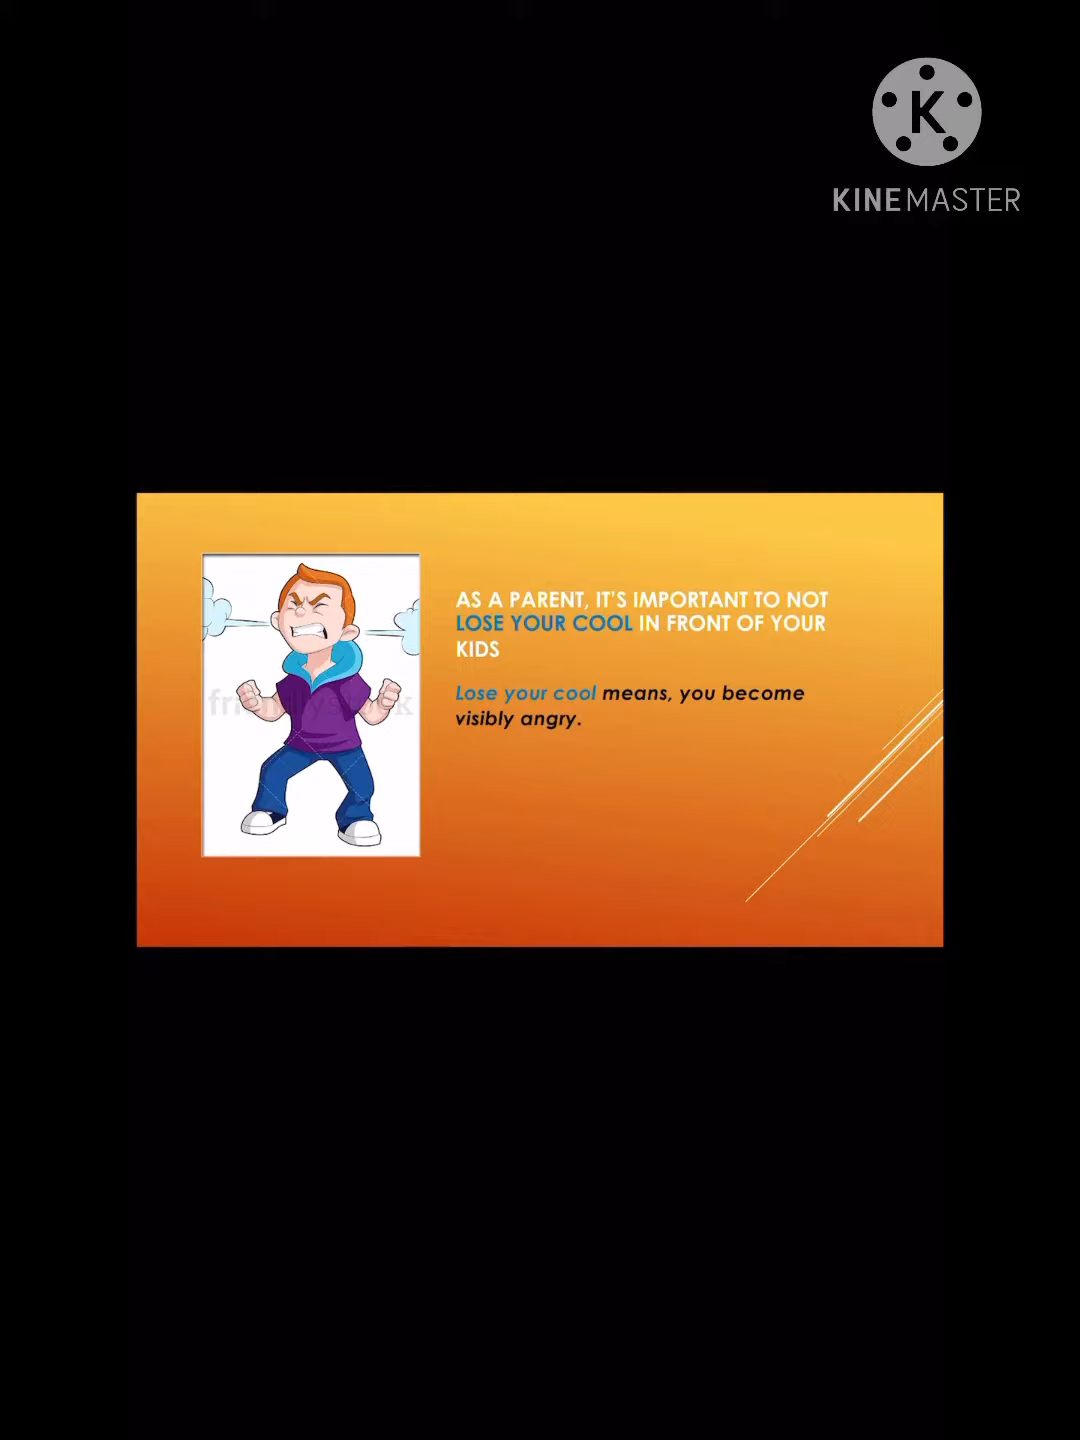 K
KINEMASTER
AS A PARENT, IT'S IMPORTANT TO NOT
LOSE YOUR COOL IN FRONT OF YOUR
KIDS
Lose your cool means, you become
visibly angry.
friendlystock